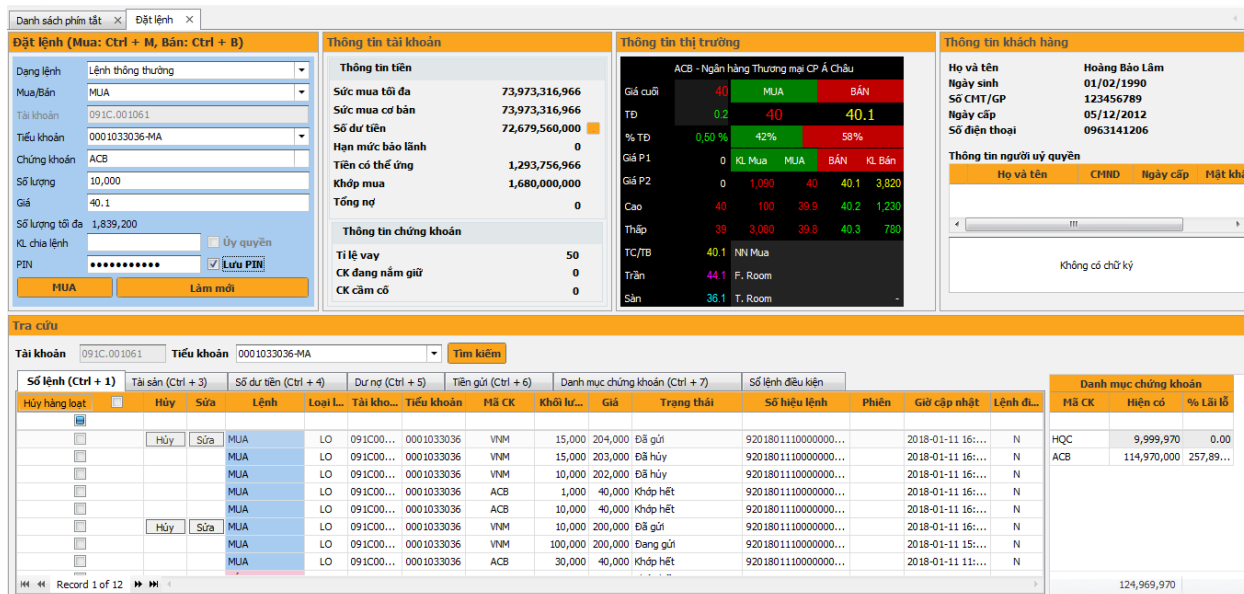 Danh sách phím tắt × Đặt lệnh ×
Đặt lệnh (Mua: Ctrl + M, Bán: Ctrl + B)
Dạng lệnh Lệnh thông thường
Mua/Bán MUA
Tài khoản 091C.001061
Tiểu khoản 0001033036-MA
Chứng khoán ACB
Số lượng 10,000
Giá 40.1
Số lượng tối đa 1,839,200
KL chia lệnh Ủy quyền
PIN ●●●●●●●●●●● Lưu PIN
MUA Làm mới
Thông tin tài khoản
Thông tin tiền
Sức mua tối đa 73,973,316,966
Sức mua cơ bản 73,973,316,966
Số dư tiền 72,679,560,000
Hạn mức bảo lãnh 0
Tiền có thể ứng 1,293,756,966
Khớp mua 1,680,000,000
Tổng nợ 0
Thông tin chứng khoán
Tỉ lệ vay 50
CK đang nắm giữ 0
CK cầm cố 0
Thông tin thị trường
ACB - Ngân hàng Thương mại CP Á Châu
Giá cuối 40 MUA BÁN
TĐ 0.2 40 40.1
% TĐ 0,50 % 42% 58%
Giá P1 0 KL Mua MUA BÁN KL Bán
Giá P2 0 1,090 40 40.1 3,820
Cao 40 100 39.9 40.2 1,230
Thấp 39 3,080 39.8 40.3 780
TC/TB 40.1 NN Mua
Trần 44.1 F. Room
Sàn 36.1 T. Room -
Thông tin khách hàng
Họ và tên Hoàng Bảo Lâm
Ngày sinh 01/02/1990
Số CMT/GP 123456789
Ngày cấp 05/12/2012
Số điện thoại 0963141206
Thông tin người uỷ quyền
Họ và tên CMND Ngày cấp Mật khẩ
Không có chữ ký
Tra cứu
Tài khoản 091C.001061 Tiểu khoản 0001033036-MA Tìm kiếm
Sổ lệnh (Ctrl + 1) Tài sản (Ctrl + 3) Số dư tiền (Ctrl + 4) Dư nợ (Ctrl + 5) Tiền gửi (Ctrl + 6) Danh mục chứng khoán (Ctrl + 7) Sổ lệnh điều kiện
Hủy hàng loạt Hủy Sửa Lệnh Loại l... Tài kho... Tiểu khoản Mã CK Khối lư... Giá Trạng thái Số hiệu lệnh Phiên Giờ cập nhật Lệnh đi...
Hủy Sửa MUA LO 091C00... 0001033036 VNM 15,000 204,000 Đã gửi 9201801110000000... 2018-01-11 16:... N
MUA LO 091C00... 0001033036 VNM 15,000 203,000 Đã hủy 9201801110000000... 2018-01-11 16:... N
MUA LO 091C00... 0001033036 VNM 10,000 202,000 Đã hủy 9201801110000000... 2018-01-11 16:... N
MUA LO 091C00... 0001033036 ACB 1,000 40,000 Khớp hết 9201801110000000... 2018-01-11 16:... N
MUA LO 091C00... 0001033036 ACB 10,000 40,000 Khớp hết 9201801110000000... 2018-01-11 16:... N
Hủy Sửa MUA LO 091C00... 0001033036 VNM 10,000 200,000 Đã gửi 9201801110000000... 2018-01-11 16:... N
MUA LO 091C00... 0001033036 VNM 100,000 200,000 Đang gửi 9201801110000000... 2018-01-11 15:... N
MUA LO 091C00... 0001033036 ACB 30,000 40,000 Khớp hết 9201801110000000... 2018-01-11 11:... N
Record 1 of 12
Danh mục chứng khoán
Mã CK Hiện có % Lãi lỗ
HQC 9,999,970 0.00
ACB 114,970,000 257,89...
124,969,970